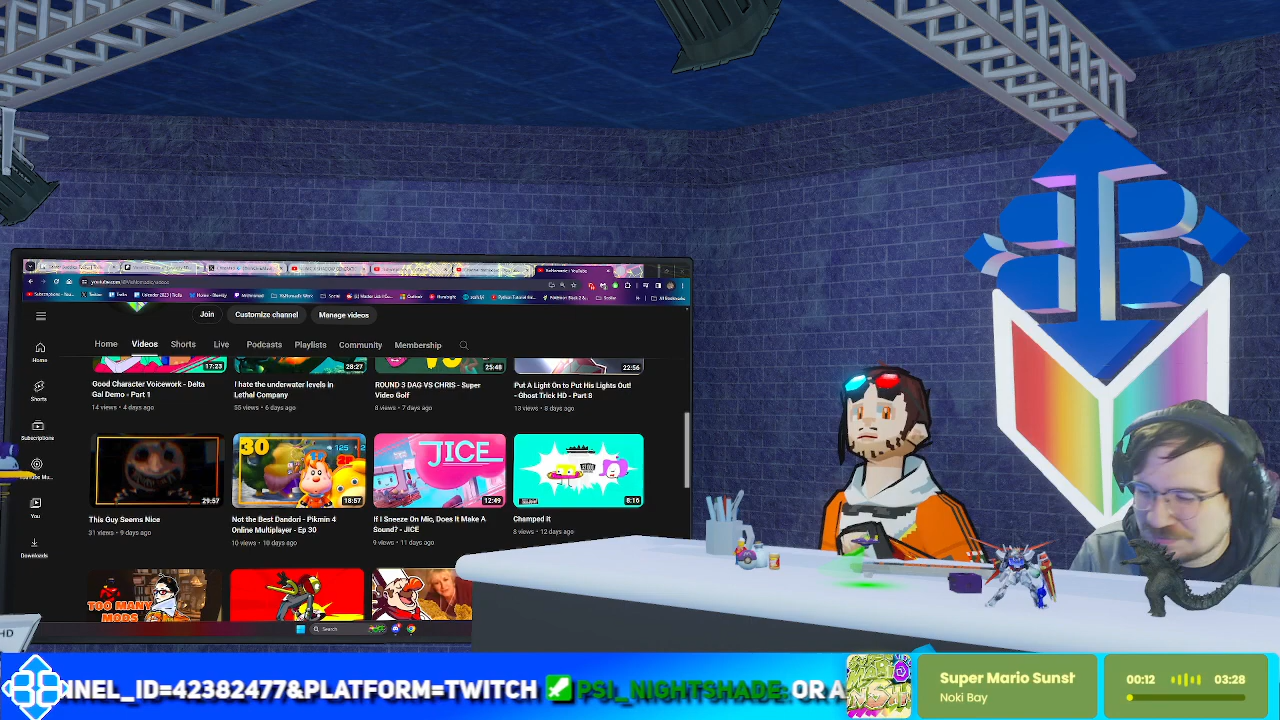 Join
Customize channel
Manage videos
Home
Videos
Shorts
Live
Podcasts
Playlists
Community
Membership
Home
Shorts
Subscriptions
You
Downloads
17:23
28:27
25:48
22:56
Good Character Voicework - Delta
Gal Demo - Part 1
14 views • 4 days ago
I hate the underwater levels in
Lethal Company
55 views • 6 days ago
ROUND 3 DAG VS CHRIS - Super
Video Golf
8 views • 7 days ago
Put A Light On to Put His Lights Out!
- Ghost Trick HD - Part 8
13 views • 8 days ago
29:57
30
18:57
JICE
12:49
8:16
This Guy Seems Nice
31 views • 9 days ago
Not the Best Dandori - Pikmin 4
Online Multiplayer - Ep 30
10 views • 10 days ago
If I Sneeze On Mic, Does It Make A
Sound? - JICE
9 views • 11 days ago
Champed It
8 views • 12 days ago
TOO MANY
MODS
Search
HD
NNEL_ID=42382477&PLATFORM=TWITCH PSI_NIGHTSHADE: OR A
Super Mario Sunsh
Noki Bay
00:12
03:28